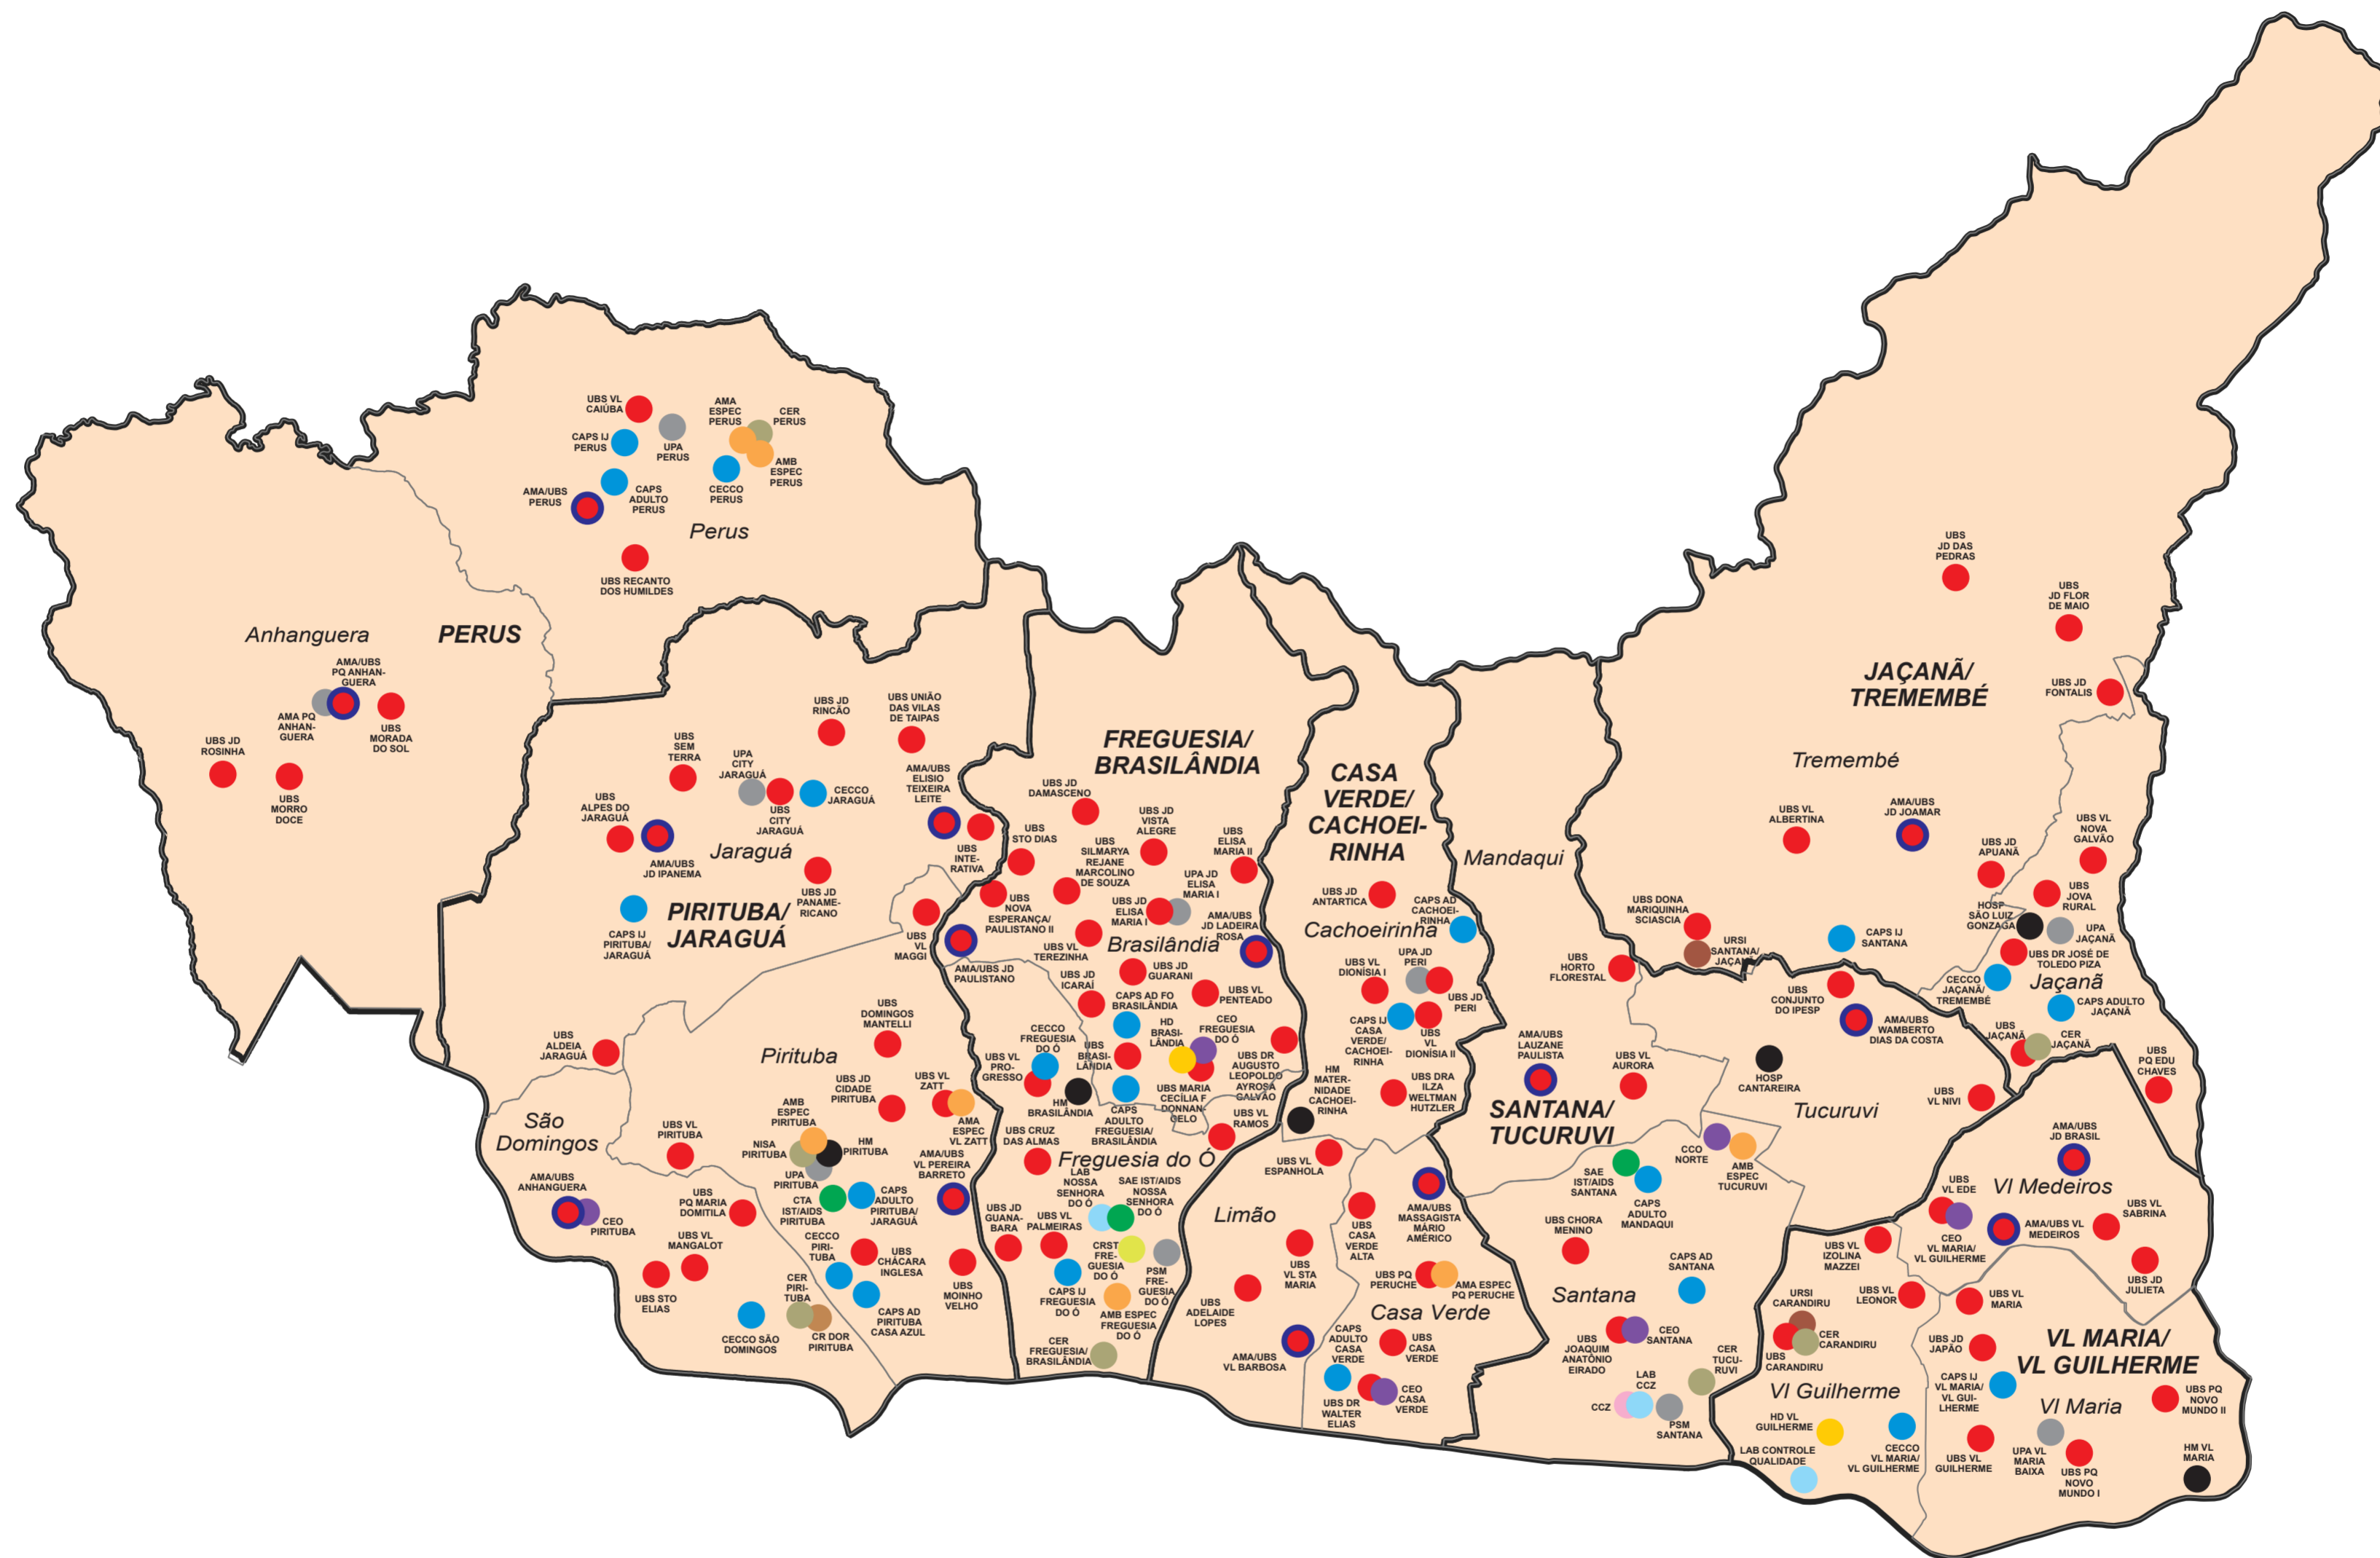 UBS VL
CAIÚBA
CAPS IJ
PERUS
UPA
PERUS
AMA
ESPEC
PERUS
CER
PERUS
AMB
ESPEC
PERUS
CECCO
PERUS
AMA/UBS
PERUS
CAPS
ADULTO
PERUS
Perus
UBS RECANTO
DOS HUMILDES
Anhanguera
PERUS
AMA/UBS
PQ ANHAN-
GUERA
AMA PQ
ANHAN-
GUERA
UBS
MORADA
DO SOL
UBS JD
ROSINHA
UBS
MORRO
DOCE
UBS JD
RINCÃO
UBS UNIÃO
DAS VILAS
DE TAIPAS
UBS
SEM
TERRA
UPA
CITY
JARAGUÁ
UBS
CITY
JARAGUÁ
CECCO
JARAGUÁ
AMA/UBS
ELISIO
TEIXEIRA
LEITE
UBS
INTE-
RATIVA
UBS
ALPES DO
JARAGUÁ
AMA/UBS
JD IPANEMA
Jaraguá
UBS JD
PANAME-
RICANO
CAPS IJ
PIRITUBA/
JARAGUÁ
PIRITUBA/
JARAGUÁ
UBS
VL
MAGGI
UBS
ALDEIA
JARAGUÁ
Pirituba
UBS
DOMINGOS
MANTELLI
UBS JD
CIDADE
PIRITUBA
UBS VL
ZATT
AMA
ESPEC
VL ZATT
São
Domingos
UBS VL
PIRITUBA
AMB
ESPEC
PIRITUBA
NISA
PIRITUBA
HM
PIRITUBA
UPA
PIRITUBA
AMA/UBS
VL PEREIRA
BARRETO
CTA
IST/AIDS
PIRITUBA
CAPS
ADULTO
PIRITUBA/
JARAGUÁ
AMA/UBS
ANHANGUERA
CEO
PIRITUBA
UBS
PQ MARIA
DOMITILA
UBS VL
MANGALOT
UBS STO
ELIAS
CECCO
PIRI-
TUBA
UBS
CHÁCARA
INGLESA
UBS
MOINHO
VELHO
CAPS AD
PIRITUBA
CASA AZUL
CER
PIRI-
TUBA
CR DOR
PIRITUBA
CECCO SÃO
DOMINGOS
FREGUESIA/
BRASILÂNDIA
UBS JD
DAMASCENO
UBS
STO DIAS
UBS JD
VISTA
ALEGRE
UBS
ELISA
MARIA II
UBS
SILMARYA
REJANE
MARCOLINO
DE SOUZA
UPA JD
ELISA
MARIA I
UBS JD
ELISA
MARIA I
UBS
NOVA
ESPERANÇA/
PAULISTANO II
AMA/UBS
JD LADEIRA
ROSA
UBS VL
TEREZINHA
Brasilândia
AMA/UBS JD
PAULISTANO
UBS JD
GUARANI
UBS JD
ICARAÍ
CAPS AD FO
BRASILÂNDIA
UBS VL
PENTEADO
CECCO
FREGUESIA
DO Ó
UBS VL
PRO-
GRESSO
UBS
BRASI-
LÂNDIA
HD
BRASI-
LÂNDIA
CEO
FREGUESIA
DO Ó
UBS DR
AUGUSTO
LEOPOLDO
AYROSA
GALVÃO
HM
BRASILÂNDIA
CAPS
ADULTO
FREGUESIA/
BRASILÂNDIA
UBS MARIA
CECÍLIA F
DONNAN-
GELO
UBS VL
RAMOS
UBS CRUZ
DAS ALMAS
Freguesia do Ó
LAB
NOSSA
SENHORA
DO Ó
SAE IST/AIDS
NOSSA
SENHORA
DO Ó
UBS JD
GUANA-
BARA
UBS VL
PALMEIRAS
CAPS IJ
FREGUESIA
DO Ó
CRST
FRE-
GUESIA
DO Ó
PSM
FRE-
GUESIA
DO Ó
AMB ESPEC
FREGUESIA
DO Ó
CER
FREGUESIA/
BRASILÂNDIA
CASA
VERDE/
CACHOEI-
RINHA
UBS JD
ANTARTICA
CAPS AD
CACHOEI-
RINHA
Cachoeirinha
UPA JD
PERI
UBS VL
DIONÍSIA I
UBS JD
PERI
CAPS IJ
CASA
VERDE/
CACHOEI-
RINHA
UBS
VL
DIONÍSIA II
HM
MATER-
NIDADE
CACHOEI-
RINHA
UBS DRA
ILZA
WELTMAN
HUTZLER
UBS VL
ESPANHOLA
Limão
UBS
CASA
VERDE
ALTA
AMA/UBS
MASSAGISTA
MÁRIO
AMÉRICO
UBS
VL STA
MARIA
UBS
ADELAIDE
LOPES
UBS PQ
PERUCHE
AMA ESPEC
PQ PERUCHE
Casa Verde
AMA/UBS
VL BARBOSA
CAPS
ADULTO
CASA
VERDE
UBS
CASA
VERDE
UBS DR
WALTER
ELIAS
CEO
CASA
VERDE
Mandaqui
UBS
HORTO
FLORESTAL
AMA/UBS
LAUZANE
PAULISTA
UBS VL
AURORA
SANTANA/
TUCURUVI
SAE
IST/AIDS
SANTANA
CAPS
ADULTO
MANDAQUI
CCO
NORTE
AMB
ESPEC
TUCURUVI
UBS CHORA
MENINO
Santana
CAPS AD
SANTANA
UBS
JOAQUIM
ANATÔNIO
EIRADO
CEO
SANTANA
CER
TUCU-
RUVI
CCZ
LAB
CCZ
PSM
SANTANA
HOSP
CANTAREIRA
Tucuruvi
UBS
CONJUNTO
DO IPESP
AMA/UBS
WAMBERTO
DIAS DA COSTA
UBS
VL NIVI
UBS
JD DAS
PEDRAS
UBS
JD FLOR
DE MAIO
JAÇANÃ/
TREMEMBÉ
UBS JD
FONTALIS
Tremembé
UBS VL
ALBERTINA
AMA/UBS
JD JOAMAR
UBS VL
NOVA
GALVÃO
UBS JD
APUANÃ
UBS
JOVA
RURAL
UBS DONA
MARIQUINHA
SCIASCIA
URSI
SANTANA/
JAÇANÃ
CAPS IJ
SANTANA
HOSP
SÃO LUIZ
GONZAGA
UPA
JAÇANÃ
UBS DR JOSÉ DE
TOLEDO PIZA
CECCO
JAÇANÃ/
TREMEMBÉ
Jaçanã
CAPS ADULTO
JAÇANÃ
UBS
JAÇANÃ
CER
JAÇANÃ
UBS
PQ EDU
CHAVES
AMA/UBS
JD BRASIL
Vl Medeiros
UBS
VL EDE
CEO
VL MARIA/
VL GUILHERME
AMA/UBS VL
MEDEIROS
UBS VL
SABRINA
UBS JD
JULIETA
UBS VL
IZOLINA
MAZZEI
UBS VL
LEONOR
UBS VL
MARIA
URSI
CARANDIRU
CER
CARANDIRU
UBS
CARANDIRU
UBS JD
JAPÃO
VL MARIA/
VL GUILHERME
Vl Guilherme
CAPS IJ
VL MARIA/
VL GUI-
LHERME
Vl Maria
UBS PQ
NOVO
MUNDO II
HD VL
GUILHERME
LAB CONTROLE
QUALIDADE
CECCO
VL MARIA/
VL GUILHERME
UBS VL
GUILHERME
UPA VL
MARIA
BAIXA
UBS PQ
NOVO
MUNDO I
HM VL
MARIA